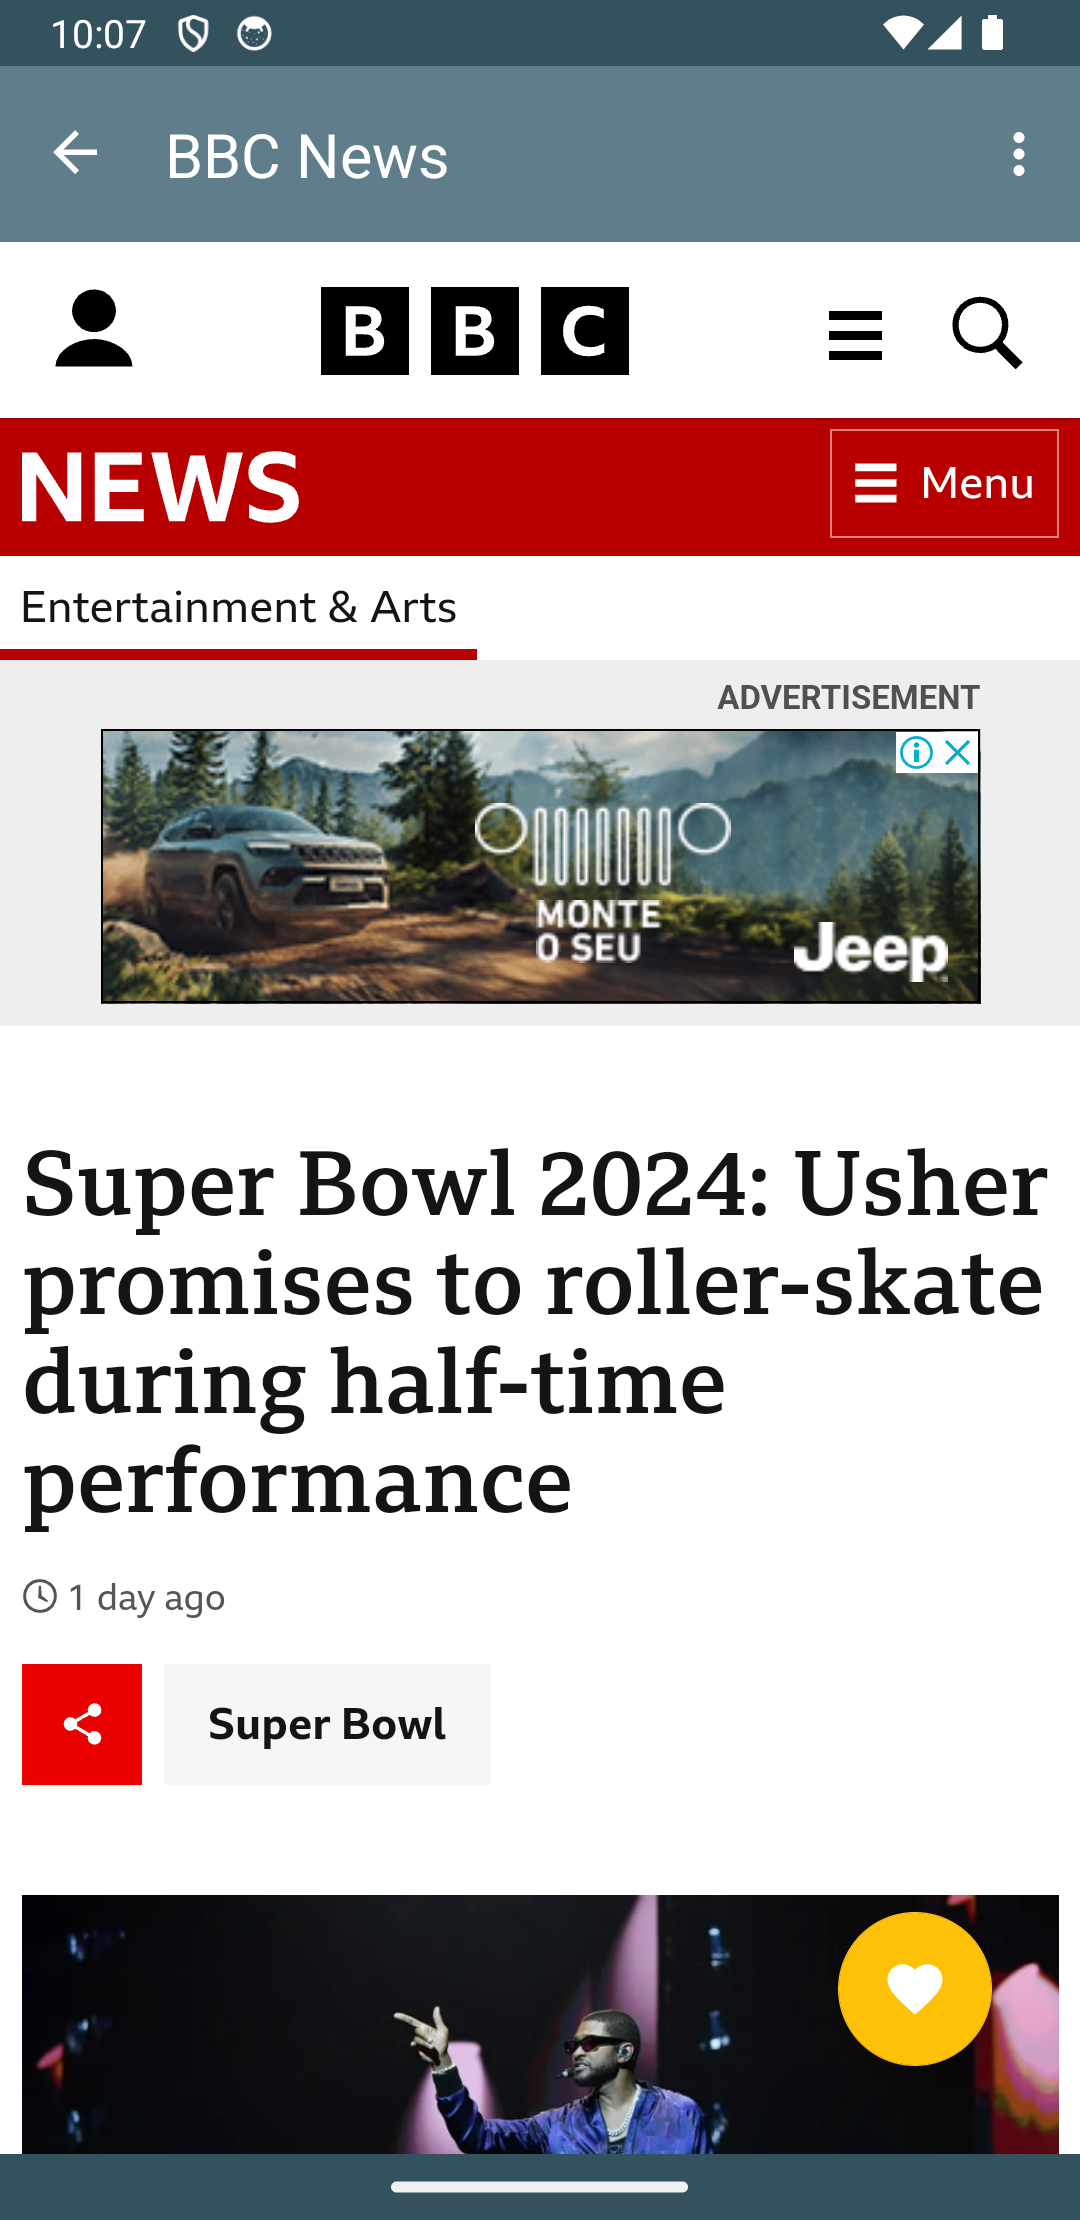 10:07
BBC News
BBC
NEWS
Menu
Entertainment & Arts
ADVERTISEMENT
MONTE
O SEU
Jeep
Super Bowl 2024: Usher
promises to roller-skate
during half-time
performance
1 day ago
Super Bowl